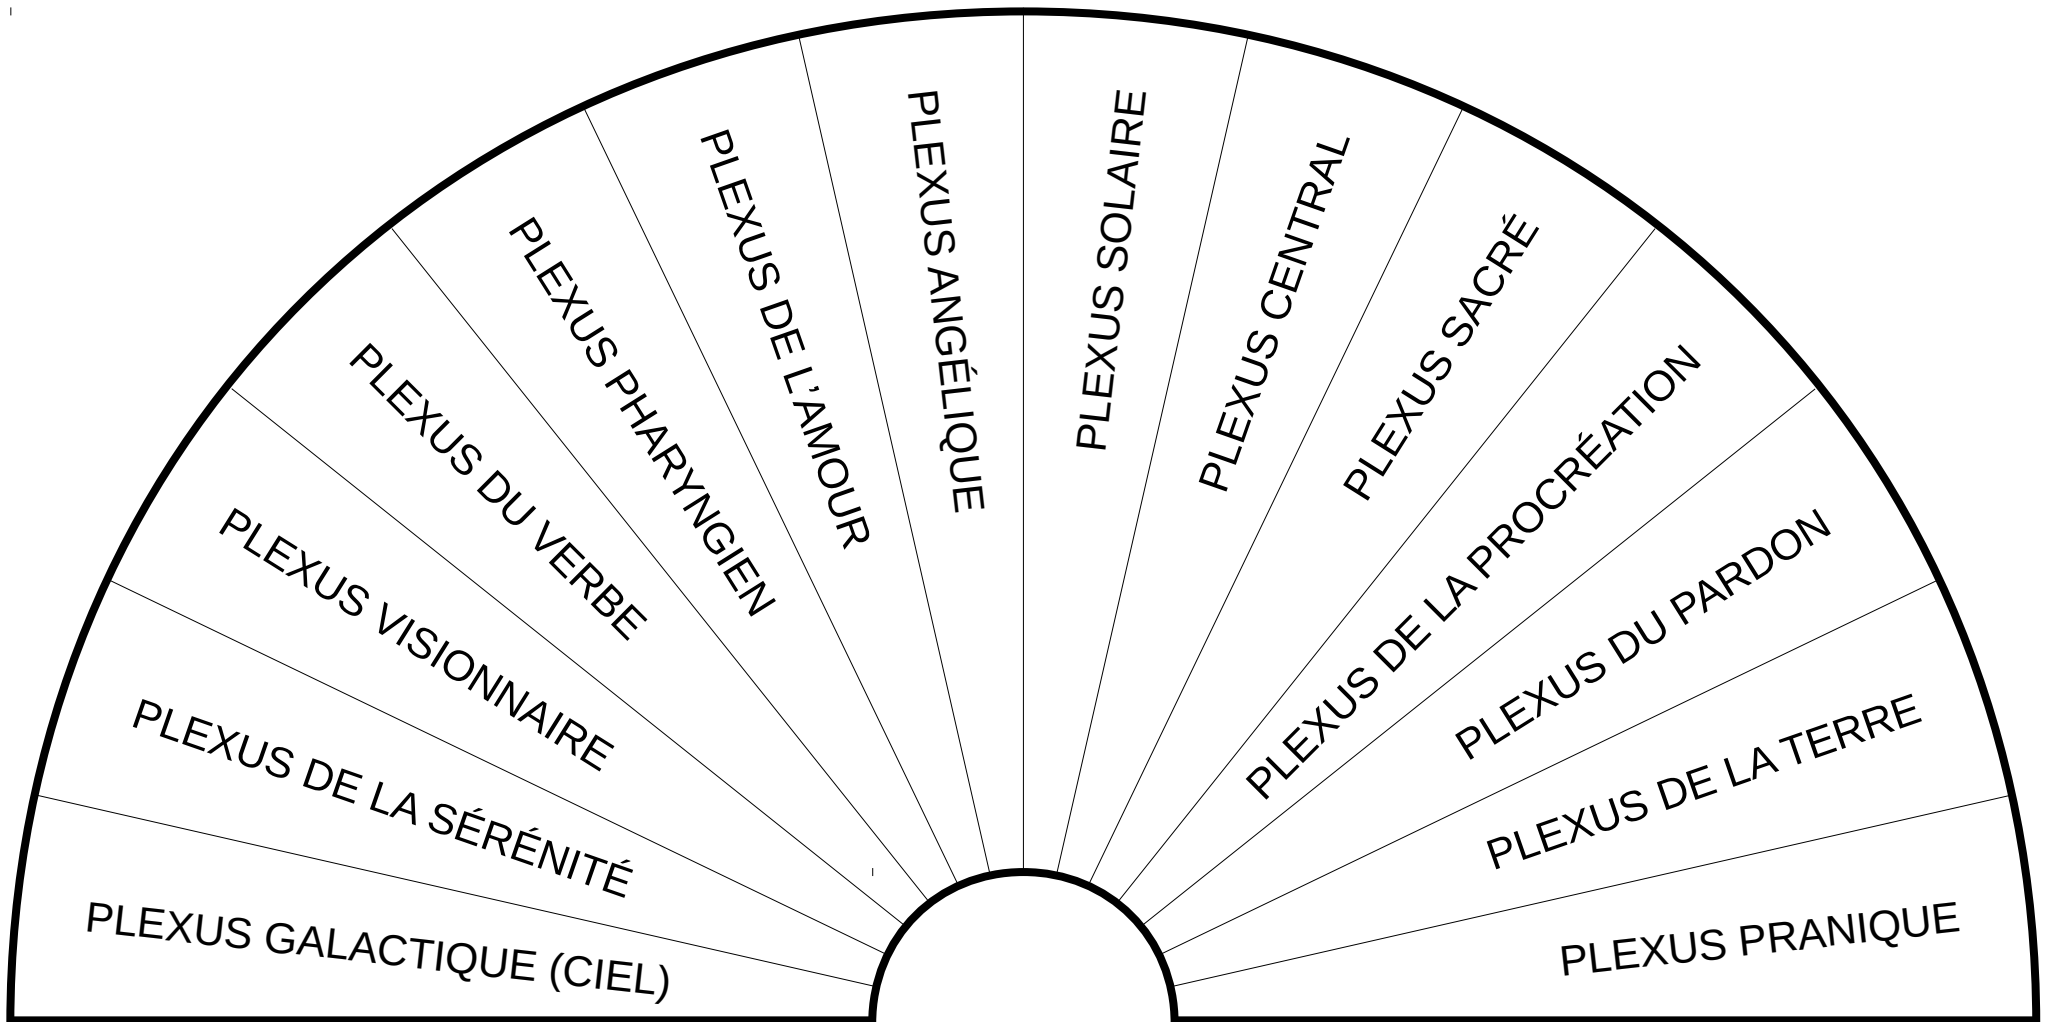 PLEXUS GALACTIQUE (CIEL)
PLEXUS DE LA SÉRÉNITÉ
PLEXUS VISIONNAIRE
PLEXUS DU VERBE
PLEXUS PHARYNGIEN
PLEXUS DE L’AMOUR
PLEXUS ANGÉLIQUE
PLEXUS SOLAIRE
PLEXUS CENTRAL
PLEXUS SACRÉ
PLEXUS DE LA PROCRÉATION
PLEXUS DU PARDON
PLEXUS DE LA TERRE
PLEXUS PRANIQUE